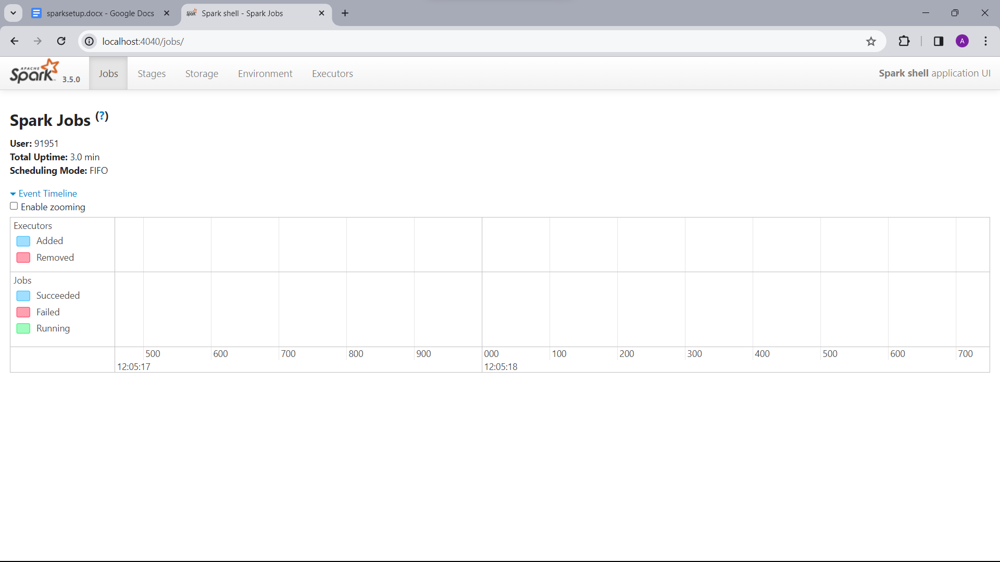 sparksetup.docx - Google Docs
Spark shell - Spark Jobs
localhost:4040/jobs/
A
APACHE
Spark 3.5.0
Jobs
Stages
Storage
Environment
Executors
Spark shell application UI
Spark Jobs (?)
User: 91951
Total Uptime: 3.0 min
Scheduling Mode: FIFO
Event Timeline
Enable zooming
Executors
Added
Removed
Jobs
Succeeded
Failed
Running
500 600 700 800 900 000 100 200 300 400 500 600 700
12:05:17 12:05:18